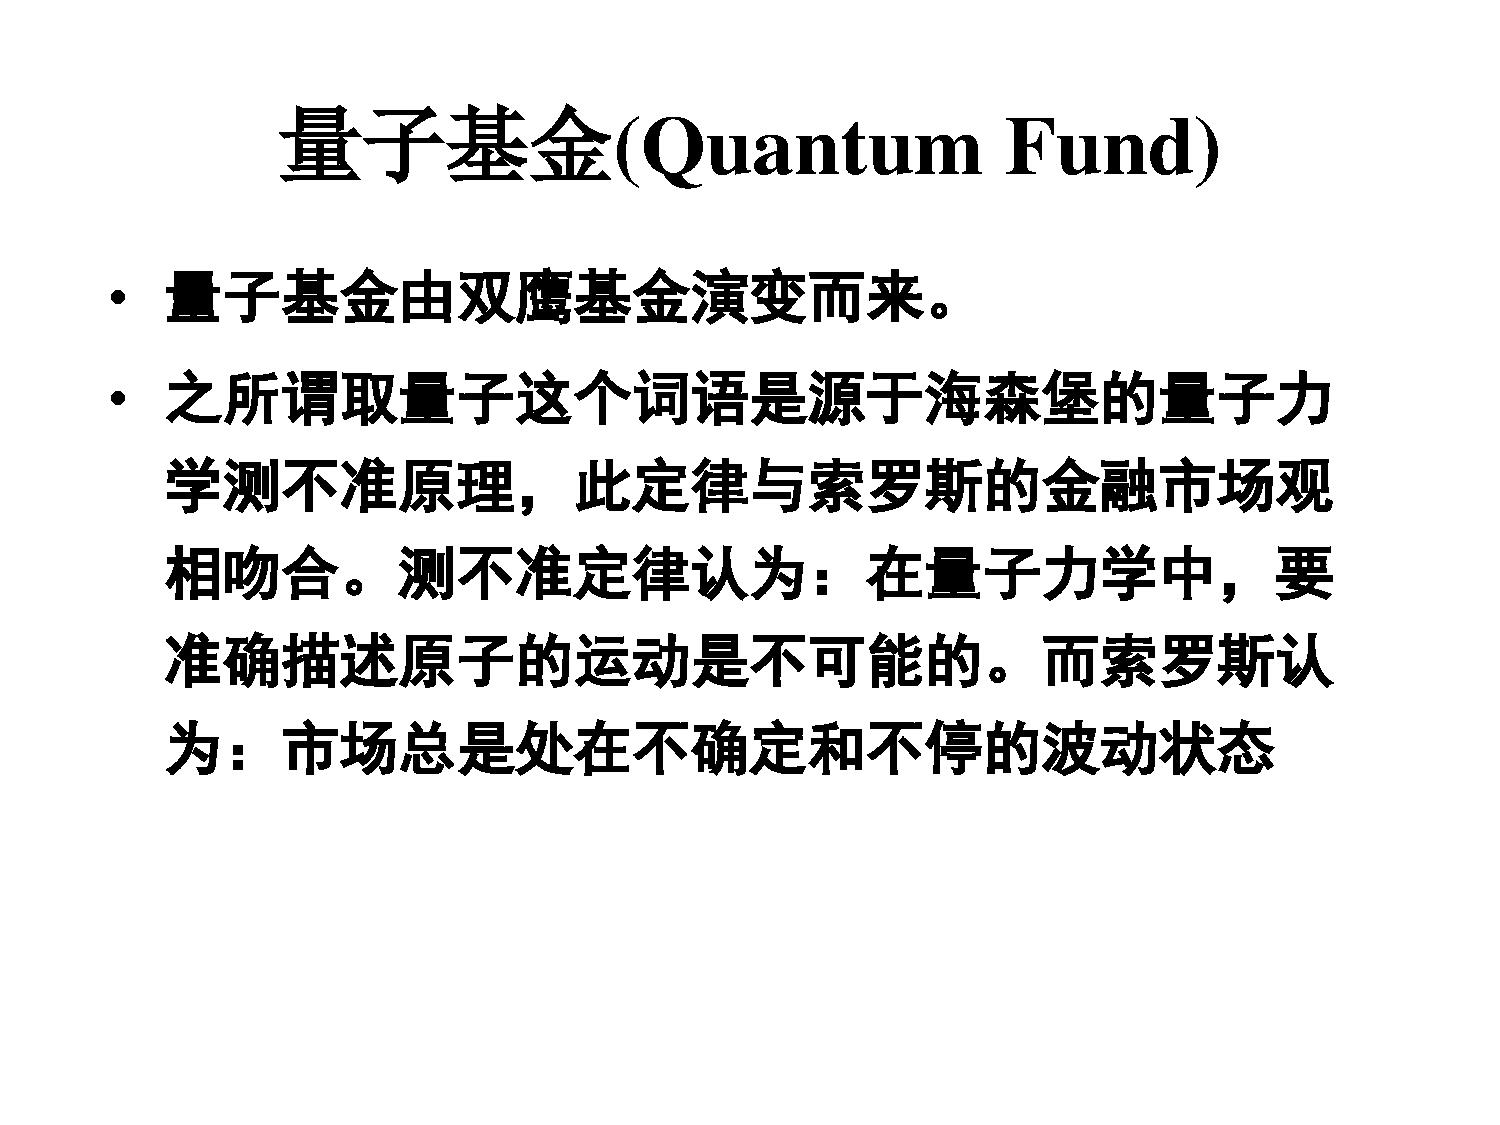 量子基金(Quantum Fund)
• 量子基金由双鹰基金演变而来。
• 之所谓取量子这个词语是源于海森堡的量子力
学测不准原理，此定律与索罗斯的金融市场观
相吻合。测不准定律认为：在量子力学中，要
准确描述原子的运动是不可能的。而索罗斯认
为：市场总是处在不确定和不停的波动状态